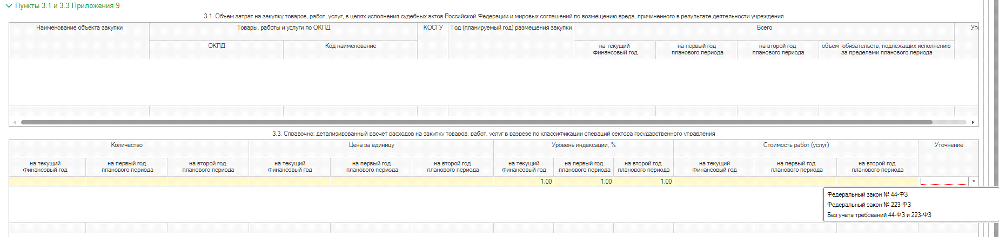 Пункты 3.1 и 3.3 Приложения 9
3.1. Объем затрат на закупку товаров, работ, услуг, в целях исполнения судебных актов Российской Федерации и мировых соглашений по возмещению вреда, причиненного в результате деятельности учреждения
Наименование объекта закупки Товары, работы и услуги по ОКПД КОСГУ Год (планируемый год) размещения закупки Всего Уто
ОКПД Код наименование на текущий финансовый год на первый год планового периода на второй год планового периода объем обязательств, подлежащих исполнению за пределами планового периода
3.3. Справочно: детализированный расчет расходов на закупку товаров, работ, услуг в разрезе по классификации операций сектора государственного управления
Количество Цена за единицу Уровень индексации, % Стоимость работ (услуг) Уточнение
на текущий на первый год на второй год на текущий на первый год на второй год на текущий на первый год на второй год на текущий на первый год на второй год
финансовый год планового периода планового периода финансовый год планового периода планового периода финансовый год планового периода планового периода финансовый год планового периода планового периода
1,00 1,00 1,00
Федеральный закон № 44-ФЗ
Федеральный закон № 223-ФЗ
Без учета требований 44-ФЗ и 223-ФЗ